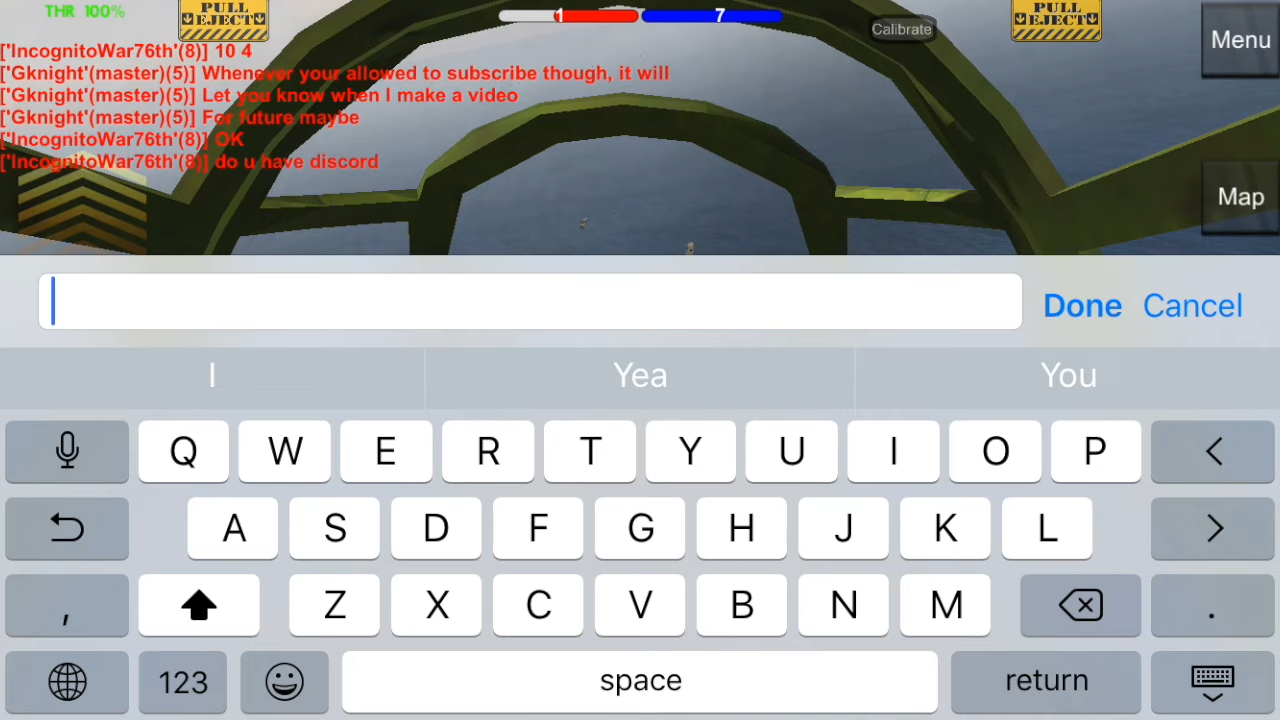 THR 100%
PULL
EJECT
1
7
Calibrate
PULL
EJECT
Menu
['IncognitoWar76th'(8)] 10 4
['Gknight'(master)(5)] Whenever your allowed to subscribe though, it will
['Gknight'(master)(5)] Let you know when I make a video
['Gknight'(master)(5)] For future maybe
['IncognitoWar76th'(8)] OK
['IncognitoWar76th'(8)] do u have discord
Map
Done Cancel
I Yea You
Q W E R T Y U I O P <
A S D F G H J K L >
, Z X C V B N M .
123 space return